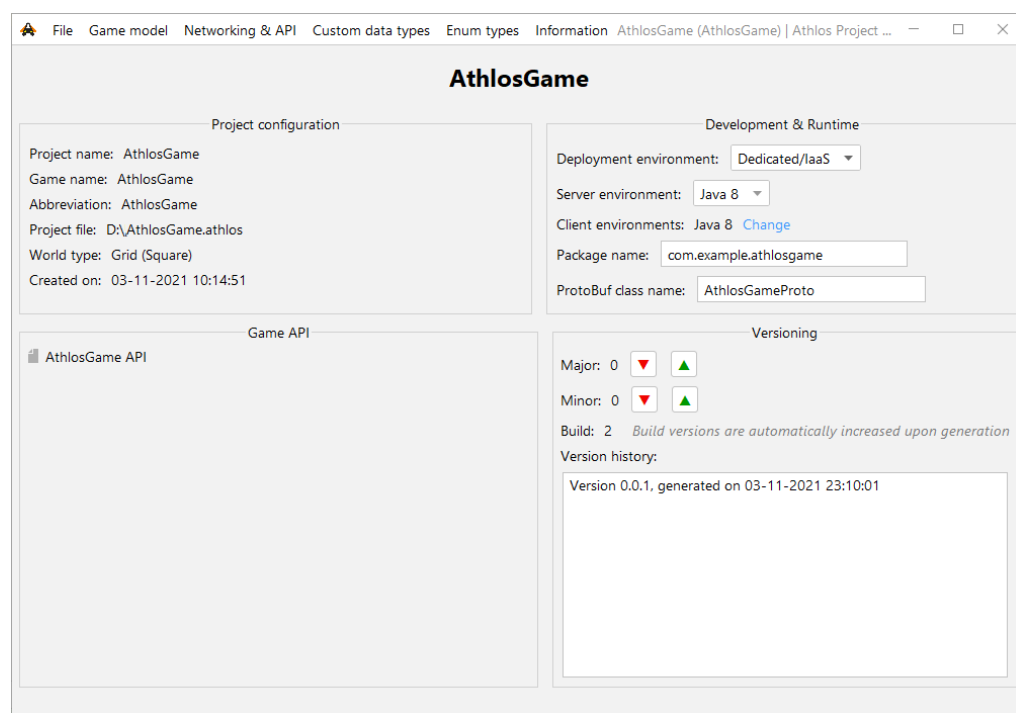 File Game model Networking & API Custom data types Enum types Information AthlosGame (AthlosGame) | Athlos Project ...
AthlosGame
Project configuration
Project name: AthlosGame
Game name: AthlosGame
Abbreviation: AthlosGame
Project file: D:\AthlosGame.athlos
World type: Grid (Square)
Created on: 03-11-2021 10:14:51
Development & Runtime
Deployment environment: Dedicated/IaaS
Server environment: Java 8
Client environments: Java 8 Change
Package name: com.example.athlosgame
ProtoBuf class name: AthlosGameProto
Game API
AthlosGame API
Versioning
Major: 0
Minor: 0
Build: 2 Build versions are automatically increased upon generation
Version history:
Version 0.0.1, generated on 03-11-2021 23:10:01